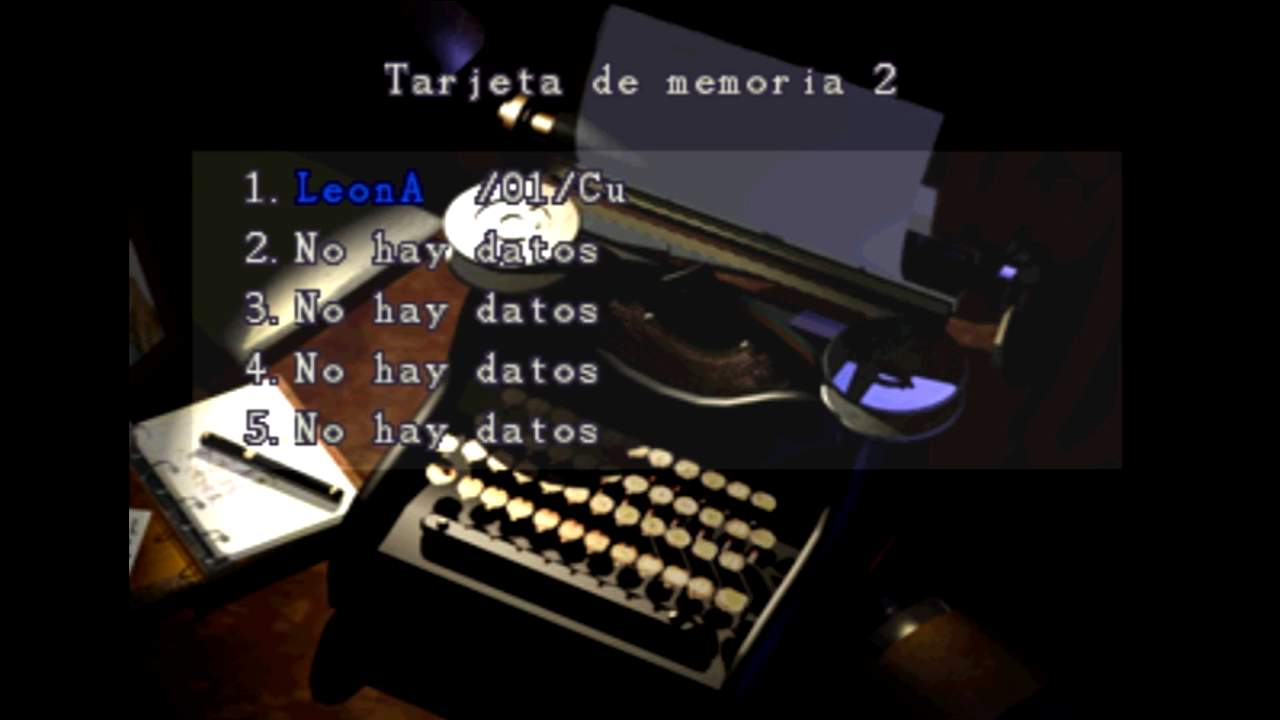 Tarjeta de memoria 2
1. LeonA /01/Cu
2. No hay datos
3. No hay datos
4. No hay datos
5. No hay datos